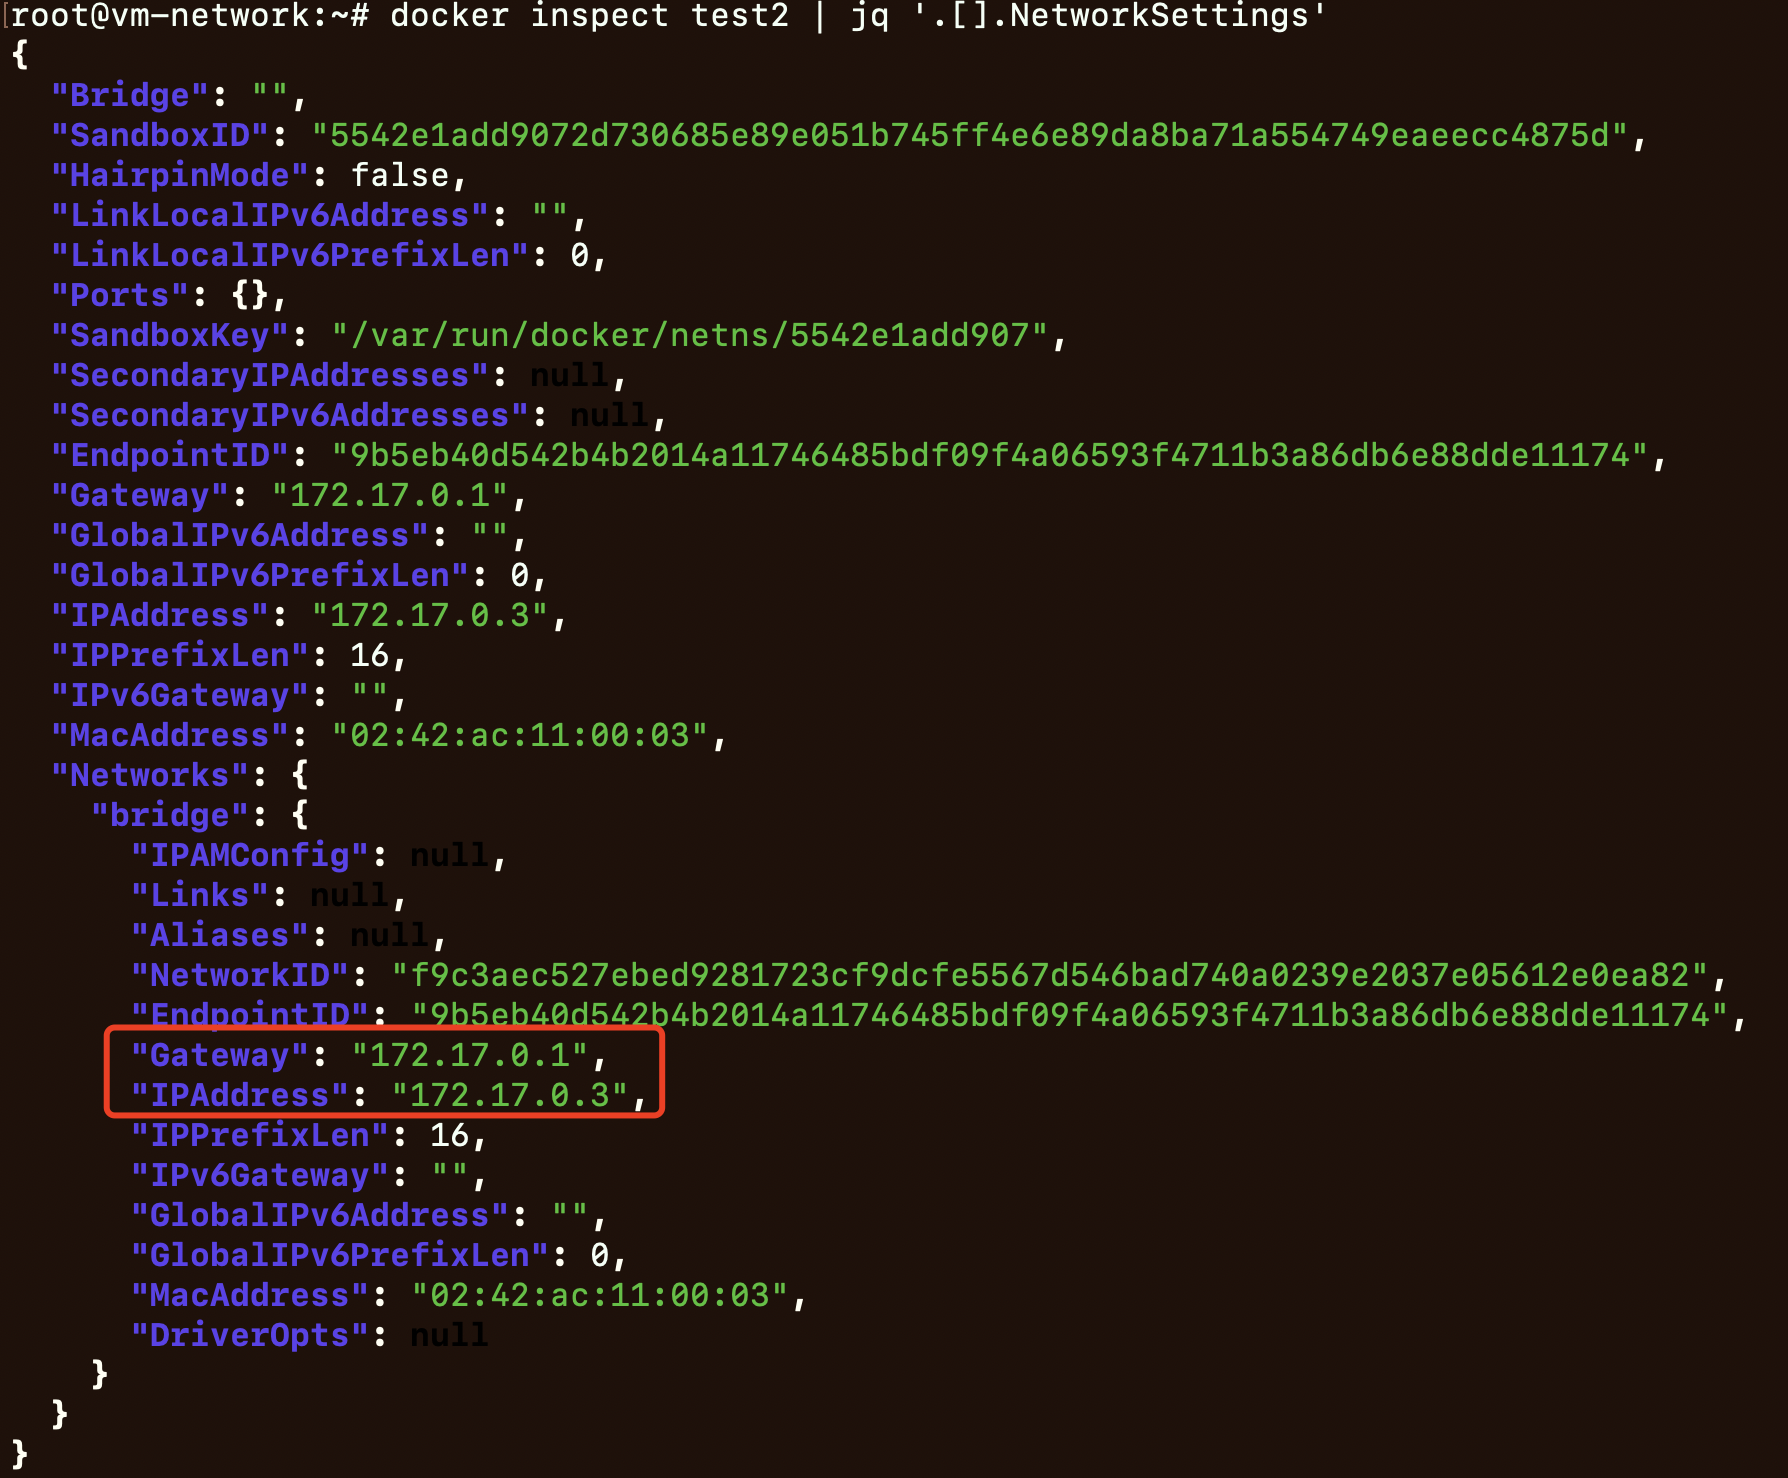 root@vm-network:~# docker inspect test2 | jq '.[].NetworkSettings'
{
  "Bridge": "",
  "SandboxID": "5542e1add9072d730685e89e051b745ff4e6e89da8ba71a554749eaeecc4875d",
  "HairpinMode": false,
  "LinkLocalIPv6Address": "",
  "LinkLocalIPv6PrefixLen": 0,
  "Ports": {},
  "SandboxKey": "/var/run/docker/netns/5542e1add907",
  "SecondaryIPAddresses": null,
  "SecondaryIPv6Addresses": null,
  "EndpointID": "9b5eb40d542b4b2014a11746485bdf09f4a06593f4711b3a86db6e88dde11174",
  "Gateway": "172.17.0.1",
  "GlobalIPv6Address": "",
  "GlobalIPv6PrefixLen": 0,
  "IPAddress": "172.17.0.3",
  "IPPrefixLen": 16,
  "IPv6Gateway": "",
  "MacAddress": "02:42:ac:11:00:03",
  "Networks": {
    "bridge": {
      "IPAMConfig": null,
      "Links": null,
      "Aliases": null,
      "NetworkID": "f9c3aec527ebed9281723cf9dcfe5567d546bad740a0239e2037e05612e0ea82",
      "EndpointID": "9b5eb40d542b4b2014a11746485bdf09f4a06593f4711b3a86db6e88dde11174",
      "Gateway": "172.17.0.1",
      "IPAddress": "172.17.0.3",
      "IPPrefixLen": 16,
      "IPv6Gateway": "",
      "GlobalIPv6Address": "",
      "GlobalIPv6PrefixLen": 0,
      "MacAddress": "02:42:ac:11:00:03",
      "DriverOpts": null
    }
  }
}